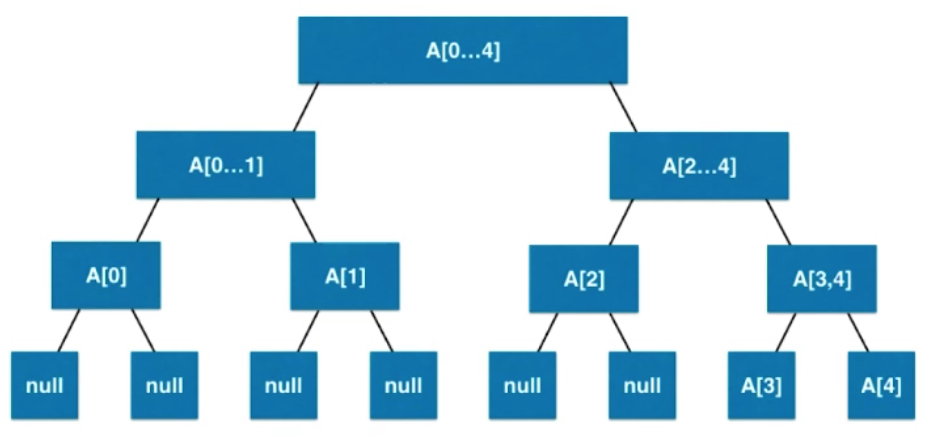 A[0...4]
A[0...1]
A[2...4]
A[0]
A[1]
A[2]
A[3,4]
null
null
null
null
null
null
A[3]
A[4]